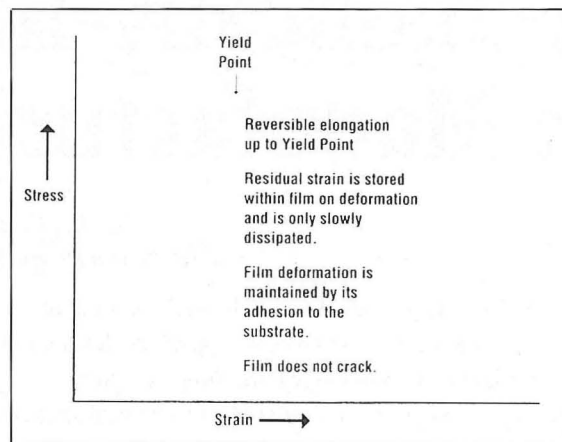 Yield
Point
Reversible elongation
up to Yield Point
Stress
Residual strain is stored
within film on deformation
and is only slowly
dissipated.
Film deformation is
maintained by its
adhesion to the
substrate.
Film does not crack.
Strain